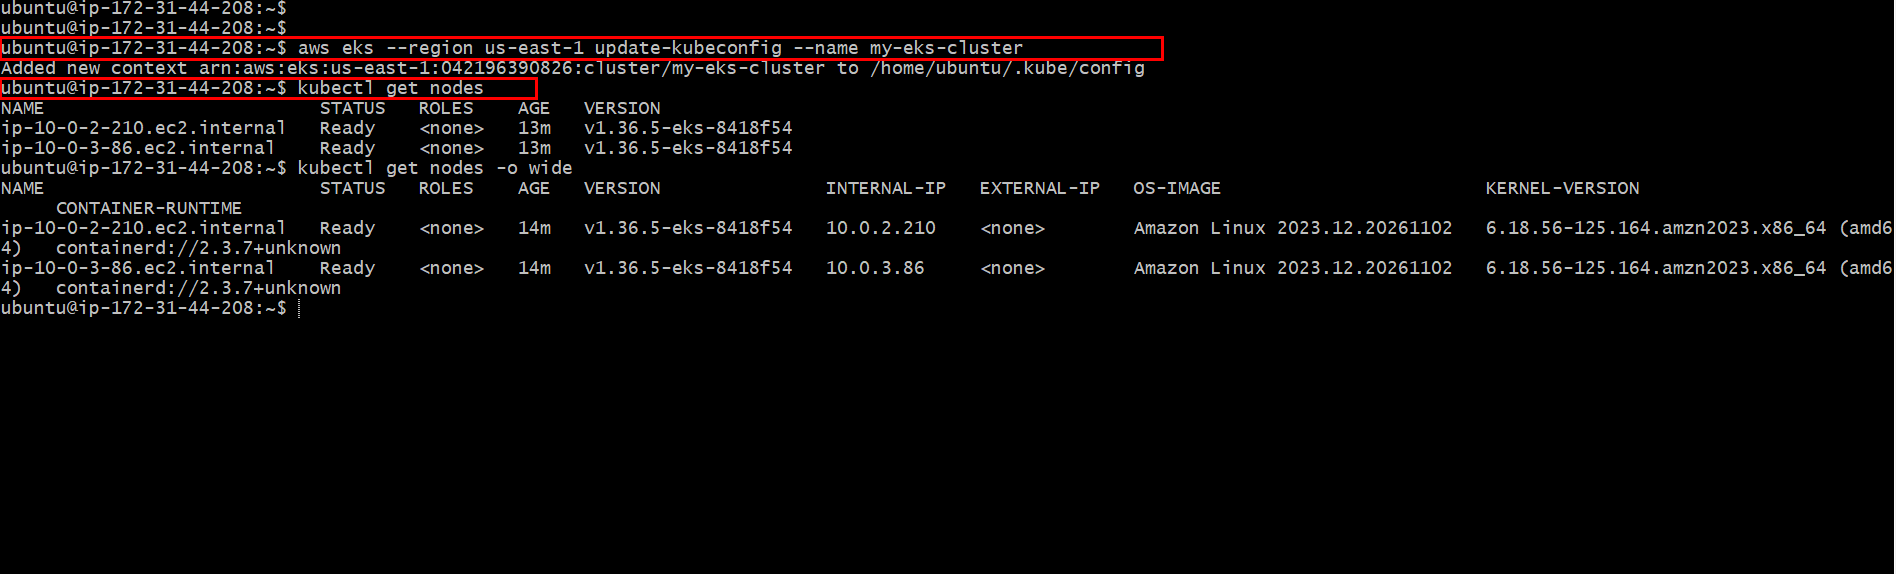 ubuntu@ip-172-31-44-208:~$
ubuntu@ip-172-31-44-208:~$
ubuntu@ip-172-31-44-208:~$ aws eks --region us-east-1 update-kubeconfig --name my-eks-cluster
Added new context arn:aws:eks:us-east-1:042196390826:cluster/my-eks-cluster to /home/ubuntu/.kube/config
ubuntu@ip-172-31-44-208:~$ kubectl get nodes
NAME                         STATUS   ROLES    AGE   VERSION
ip-10-0-2-210.ec2.internal   Ready    <none>   13m   v1.36.5-eks-8418f54
ip-10-0-3-86.ec2.internal    Ready    <none>   13m   v1.36.5-eks-8418f54
ubuntu@ip-172-31-44-208:~$ kubectl get nodes -o wide
NAME                         STATUS   ROLES    AGE   VERSION               INTERNAL-IP   EXTERNAL-IP   OS-IMAGE                        KERNEL-VERSION
     CONTAINER-RUNTIME
ip-10-0-2-210.ec2.internal   Ready    <none>   14m   v1.36.5-eks-8418f54   10.0.2.210    <none>        Amazon Linux 2023.12.20261102   6.18.56-125.164.amzn2023.x86_64 (amd6
4)   containerd://2.3.7+unknown
ip-10-0-3-86.ec2.internal    Ready    <none>   14m   v1.36.5-eks-8418f54   10.0.3.86     <none>        Amazon Linux 2023.12.20261102   6.18.56-125.164.amzn2023.x86_64 (amd6
4)   containerd://2.3.7+unknown
ubuntu@ip-172-31-44-208:~$